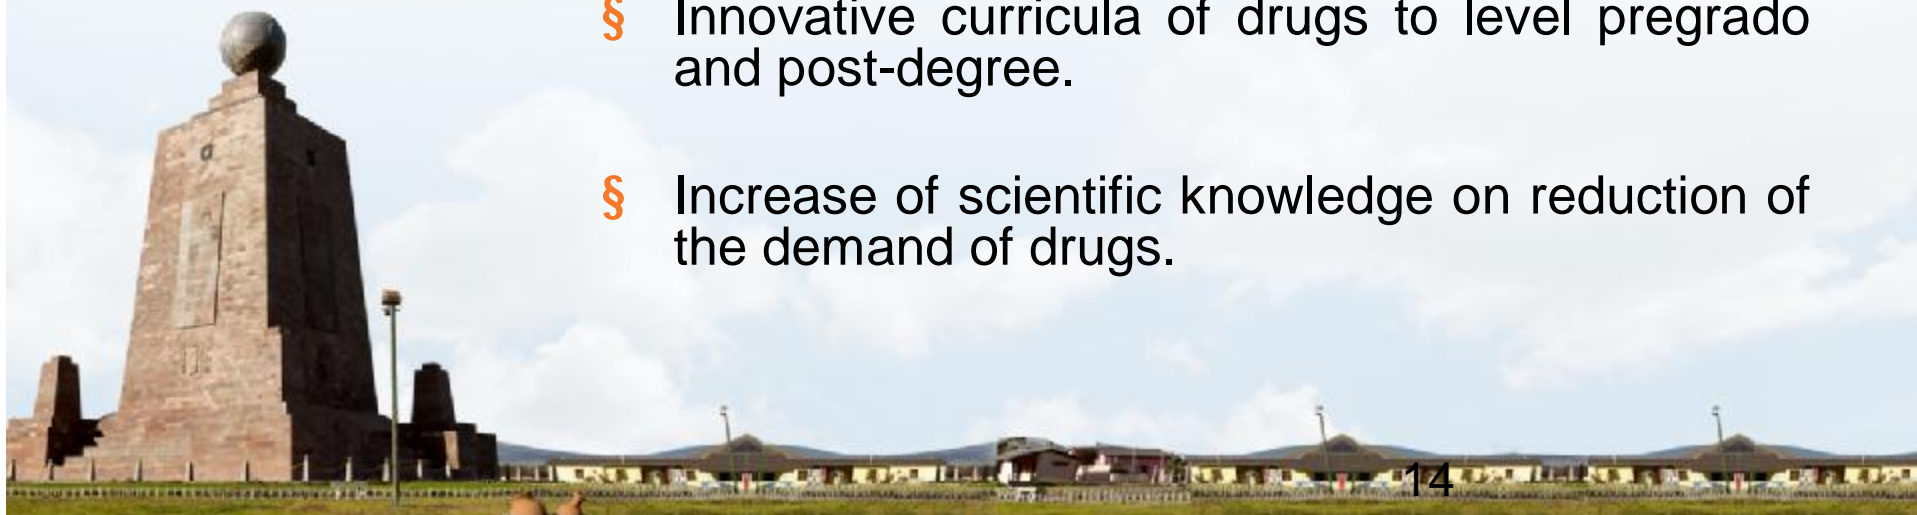 § Innovative curricula of drugs to level pregrado
and post-degree.
§ Increase of scientific knowledge on reduction of
the demand of drugs.
14